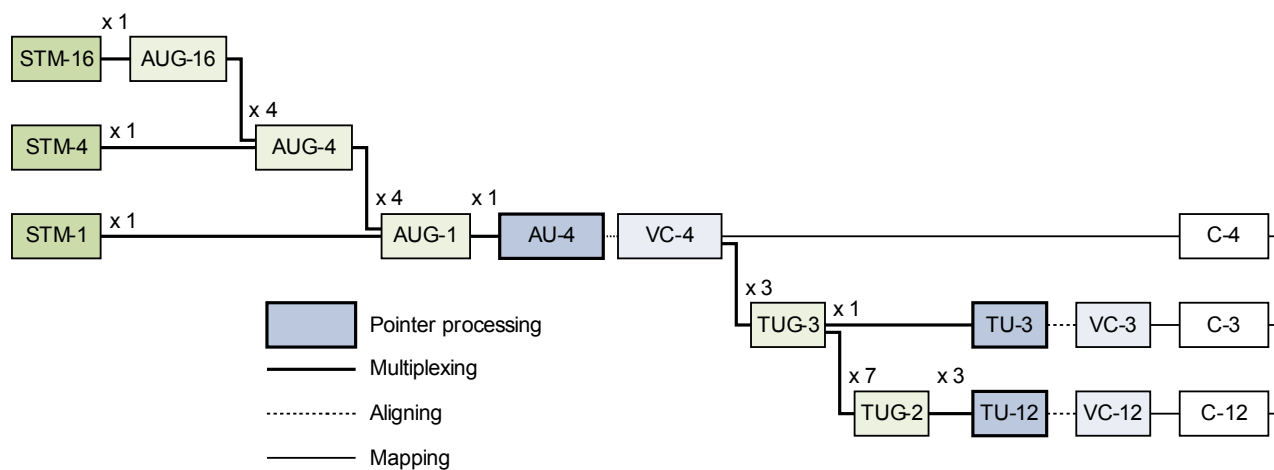 x 1
STM-16
AUG-16
x 4
x 1
STM-4
AUG-4
x 4
x 1
x 1
STM-1
AUG-1
AU-4
VC-4
C-4
x 3
x 1
Pointer processing
TUG-3
TU-3
VC-3
C-3
Multiplexing
x 7
x 3
Aligning
TUG-2
TU-12
VC-12
C-12
Mapping